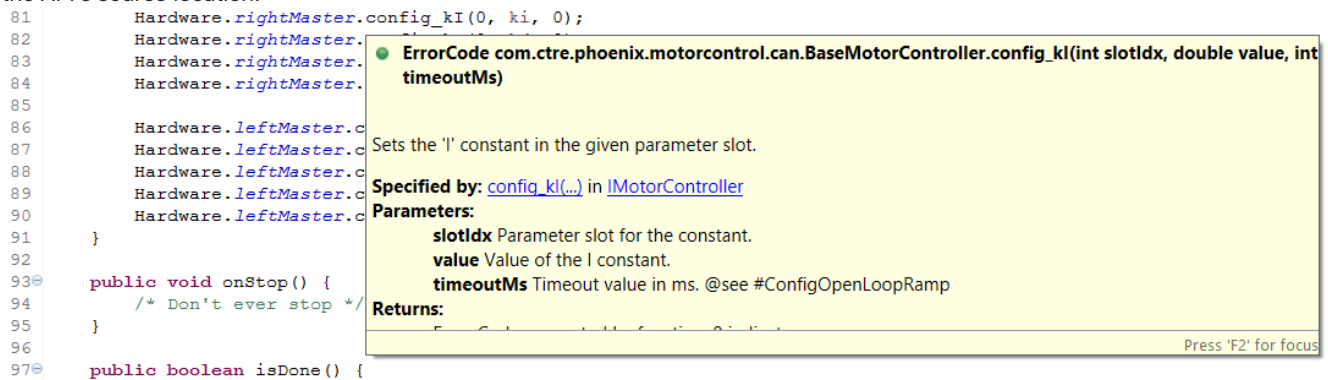 81 Hardware.rightMaster.config_kI(0, ki, 0);
82 Hardware.rightMaster.
83 Hardware.rightMaster.
84 Hardware.rightMaster.
85
86 Hardware.leftMaster.c
87 Hardware.leftMaster.c
88 Hardware.leftMaster.c
89 Hardware.leftMaster.c
90 Hardware.leftMaster.c
91 }
92
93 public void onStop() {
94 /* Don't ever stop */
95 }
96
97 public boolean isDone() {
ErrorCode com.ctre.phoenix.motorcontrol.can.BaseMotorController.config_kI(int slotIdx, double value, int
timeoutMs)
Sets the 'I' constant in the given parameter slot.
Specified by: config_kI(...) in IMotorController
Parameters:
slotIdx Parameter slot for the constant.
value Value of the I constant.
timeoutMs Timeout value in ms. @see #ConfigOpenLoopRamp
Returns:
Press 'F2' for focus